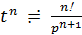 tⁿ ≓ n!/pⁿ⁺¹